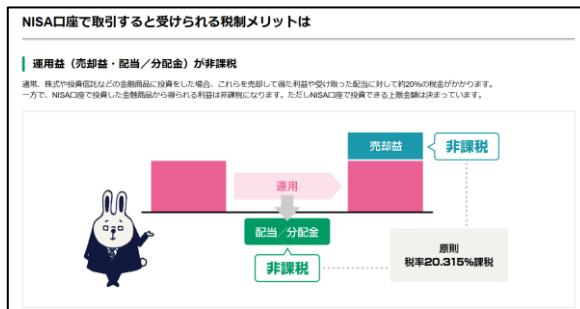 NISA口座で取引すると受けられる税制メリットは
運用益（売却益・配当／分配金）が非課税
通常、株式や投資信託などの金融商品に投資をした場合、これらを売却して得た利益や受け取った配当に対して約20%の税金がかかります。
一方で、NISA口座で投資した金融商品から得られる利益は非課税になります。ただしNISA口座で投資できる上限金額は決まっています。
売却益
非課税
運用
配当／分配金
非課税
原則
税率20.315%課税